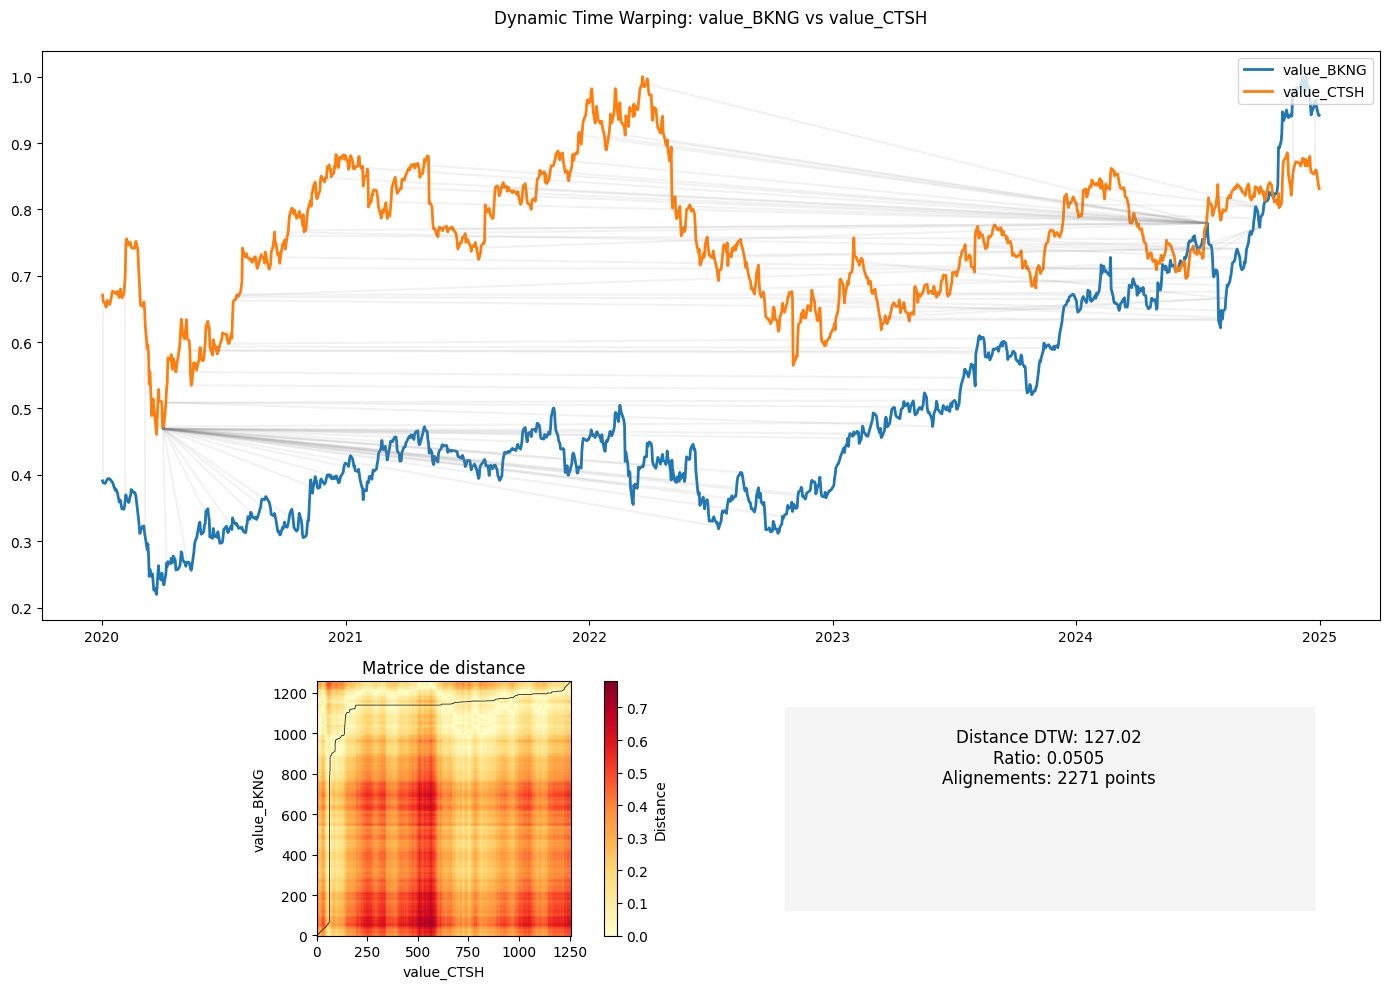 Dynamic Time Warping: value_BKNG vs value_CTSH
value_BKNG
value_CTSH
1.0
0.9
0.8
0.7
0.6
0.5
0.4
0.3
0.2
2020 2021 2022 2023 2024 2025
Matrice de distance
value_BKNG
1200
1000
800
600
400
200
0
0 250 500 750 1000 1250
value_CTSH
0.7
0.6
0.5
0.4
0.3
0.2
0.1
0.0
Distance
Distance DTW: 127.02
Ratio: 0.0505
Alignements: 2271 points